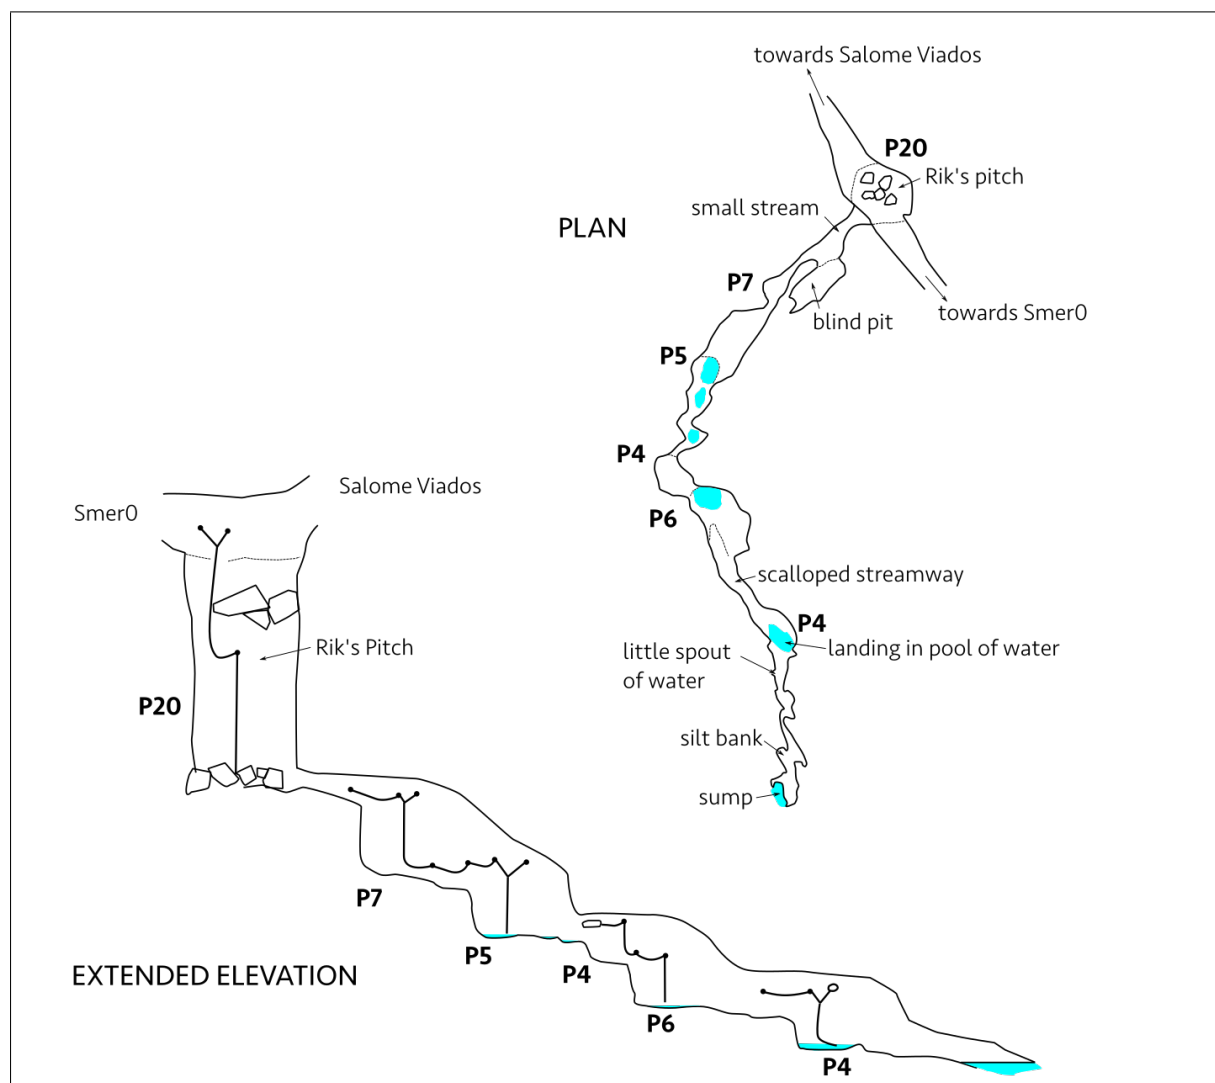 towards Salome Viados
P20
Rik's pitch
small stream
PLAN
P7
towards Smer0
blind pit
P5
P4
P6
scalloped streamway
P4
landing in pool of water
little spout
of water
silt bank
sump
Salome Viados
Smer0
Rik's Pitch
P20
P7
P5
P4
EXTENDED ELEVATION
P6
P4